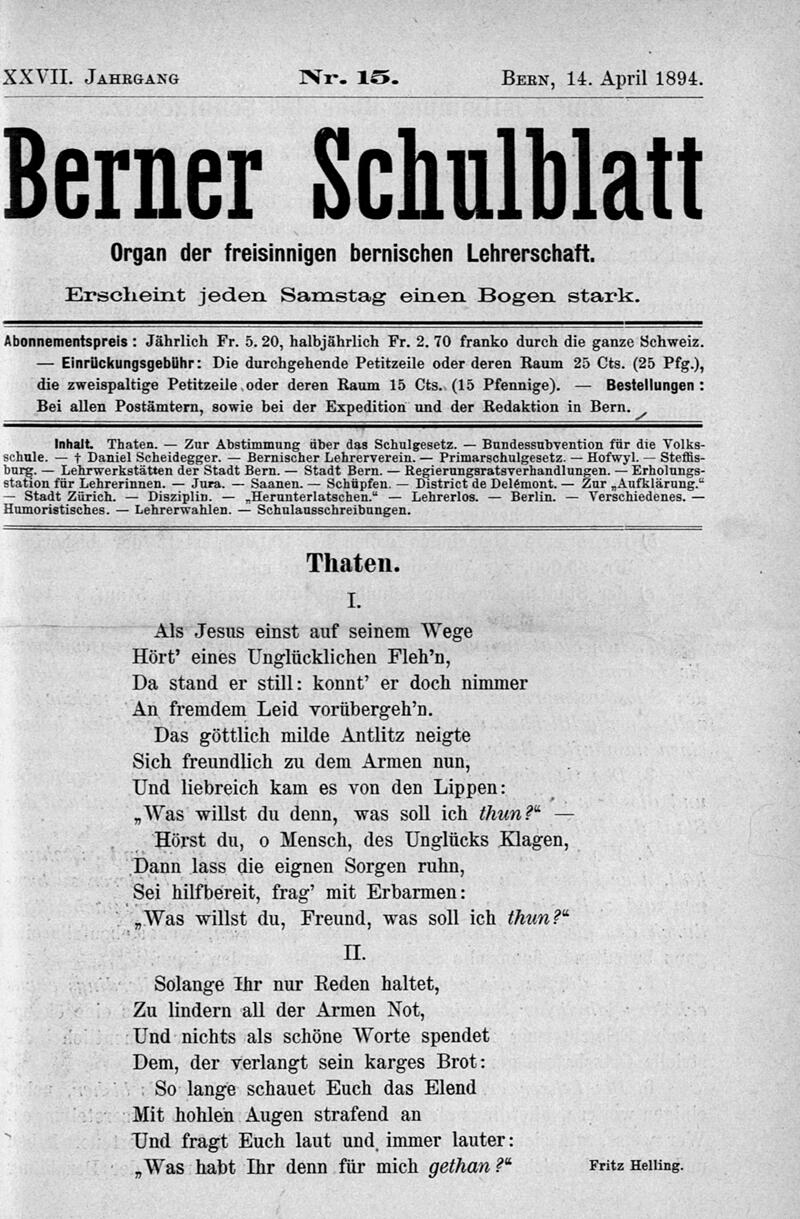 XXVII. Jahrgang Nr. 15. Bern, 14. April 1894.
Berner Schulblatt
Organ der freisinnigen bernischen Lehrerschaft.
Erscheint jeden Samstag einen Bogen stark.
Abonnementspreis: Jährlich Fr. 5. 20, halbjährlich Fr. 2. 70 franko durch die ganze Schweiz.
— Einrückungsgebühr: Die durchgehende Petitzeile oder deren Raum 25 Cts. (25 Pfg.),
die zweispaltige Petitzeile oder deren Raum 15 Cts. (15 Pfennige). — Bestellungen:
Bei allen Postämtern, sowie bei der Expedition und der Redaktion in Bern.
Inhalt. Thaten. — Zur Abstimmung über das Schulgesetz. — Bundessubvention für die Volks-
schule. — † Daniel Scheidegger. — Bernischer Lehrerverein. — Primarschulgesetz. — Hofwyl. — Steffis-
burg. — Lehrwerkstätten der Stadt Bern. — Stadt Bern. — Regierungsratsverhandlungen. — Erholungs-
station für Lehrerinnen. — Jura. — Saanen. — Schüpfen. — District de Delémont. — Zur „Aufklärung.“
— Stadt Zürich. — Disziplin. — „Herunterlatschen.“ — Lehrerlos. — Berlin. — Verschiedenes. —
Humoristisches. — Lehrerwahlen. — Schulausschreibungen.
Thaten.
I.
Als Jesus einst auf seinem Wege
Hört’ eines Unglücklichen Fleh’n,
Da stand er still: konnt’ er doch nimmer
An fremdem Leid vorübergeh’n.
Das göttlich milde Antlitz neigte
Sich freundlich zu dem Armen nun,
Und liebreich kam es von den Lippen:
„Was willst du denn, was soll ich thun?“ —
Hörst du, o Mensch, des Unglücks Klagen,
Dann lass die eignen Sorgen ruhn,
Sei hilfbereit, frag’ mit Erbarmen:
„Was willst du, Freund, was soll ich thun?“
II.
Solange Ihr nur Reden haltet,
Zu lindern all der Armen Not,
Und nichts als schöne Worte spendet
Dem, der verlangt sein karges Brot:
So lange schauet Euch das Elend
Mit hohlen Augen strafend an
Und fragt Euch laut und immer lauter:
„Was habt Ihr denn für mich gethan?“ Fritz Helling.